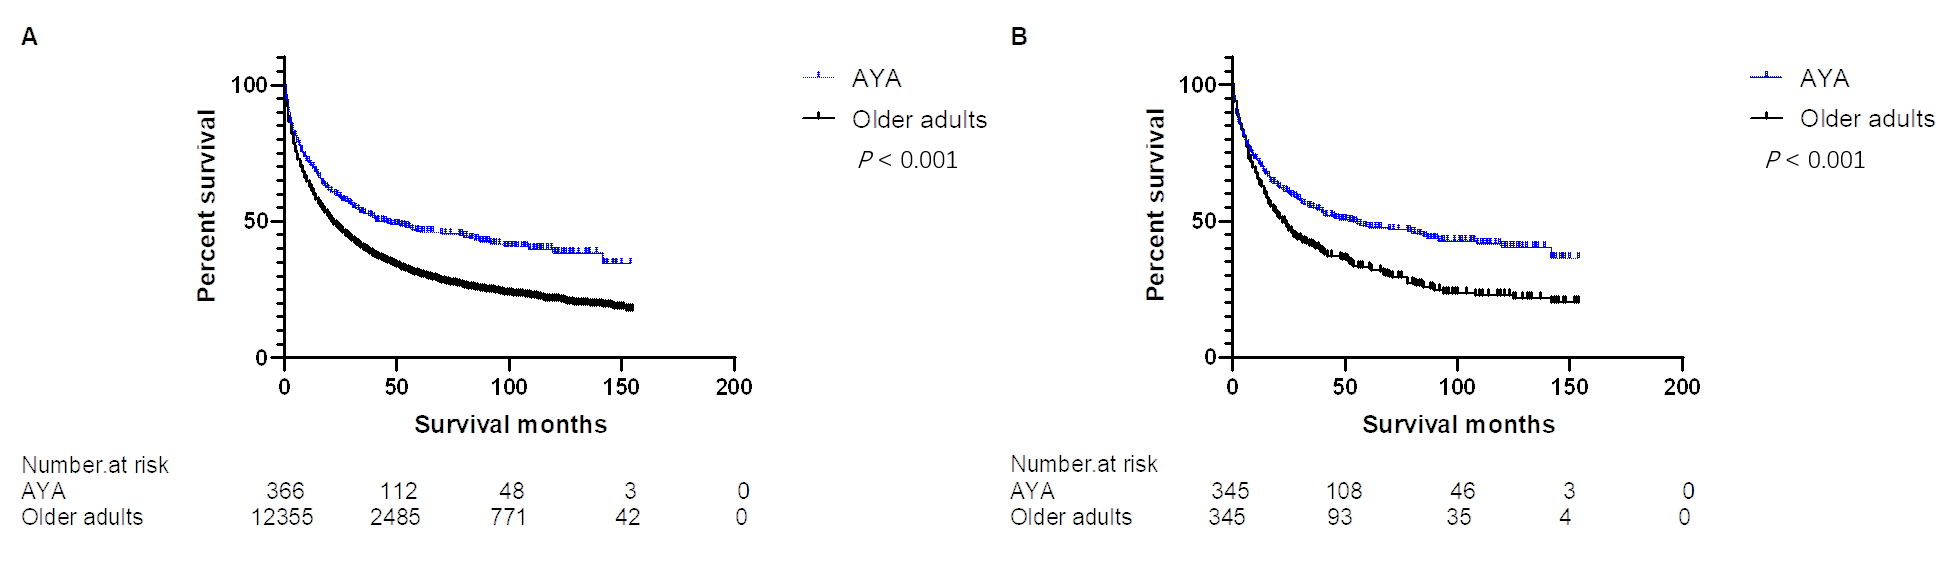 A
AYA
Older adults
P < 0.001
Percent survival
100
50
0
0 50 100 150 200
Survival months
Number.at risk
AYA 366 112 48 3 0
Older adults 12355 2485 771 42 0
B
AYA
Older adults
P < 0.001
Percent survival
100
50
0
0 50 100 150 200
Survival months
Number.at risk
AYA 345 108 46 3 0
Older adults 345 93 35 4 0